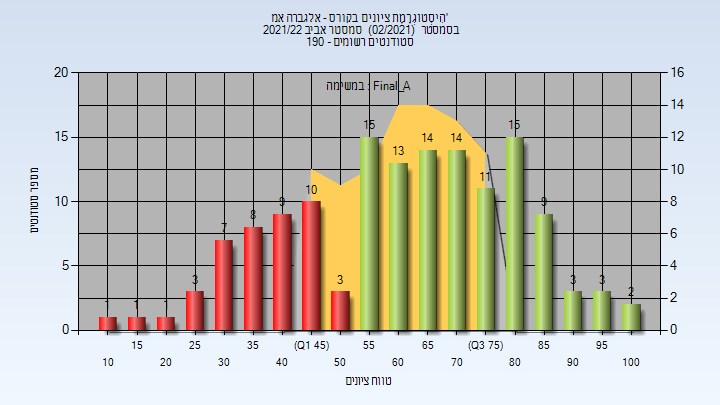 היסטוגרמת ציונים בקורס - אלגברה אמ'
בסמסטר (02/2021) סמסטר אביב 2021/22
סטודנטים רשומים - 190
במשימה : Final_A
מספר סטודנטים
20 15 10 5 0
16 14 12 10 8 6 4 2 0
1 1 1 3 7 8 9 10 3 15 13 14 14 11 15 9 3 3 2
15 25 35 (Q1 45) 55 65 (Q3 75) 85 95
10 20 30 40 50 60 70 80 90 100
טווח ציונים